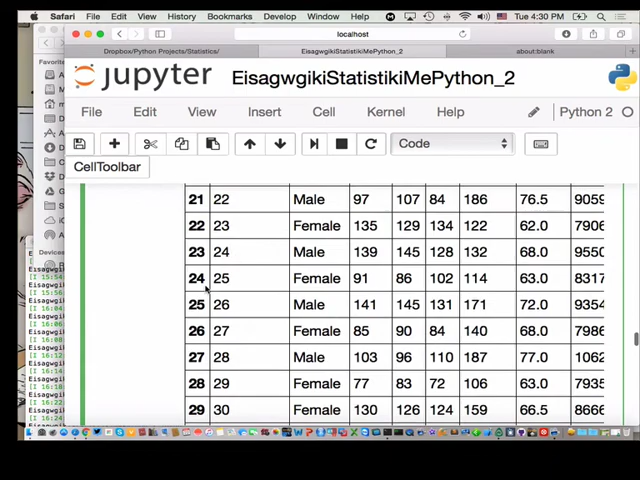 Safari File Edit View History Bookmarks Develop Window Help Tue 4:30 PM
localhost
Dropbox/Python Projects/Statistics/ EisagwgikiStatistikiMePython_2 about:blank
Favorite
jupyter EisagwgikiStatistikiMePython_2
File Edit View Insert Cell Kernel Help Python 2
Code
CellToolbar
21 22 Male 97 107 84 186 76.5 9059
22 23 Female 135 129 134 122 62.0 7906
23 24 Male 139 145 128 132 68.0 9550
24 25 Female 91 86 102 114 63.0 8317
25 26 Male 141 145 131 171 72.0 9354
26 27 Female 85 90 84 140 68.0 7986
27 28 Male 103 96 110 187 77.0 1062
28 29 Female 77 83 72 106 63.0 7935
29 30 Female 130 126 124 159 66.5 8666